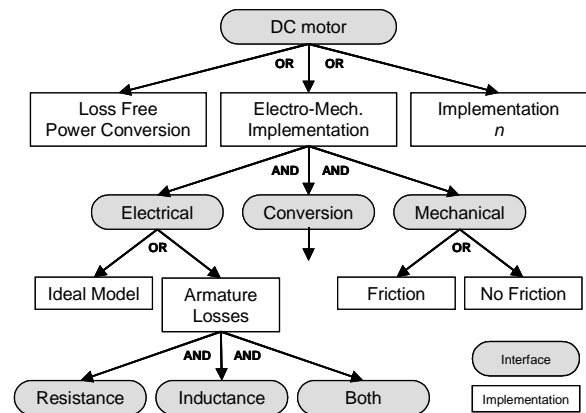 DC motor
OR OR
Loss Free
Power Conversion
Electro-Mech.
Implementation
Implementation
n
AND AND
Electrical
Conversion
Mechanical
OR
OR
Ideal Model
Armature
Losses
Friction
No Friction
AND AND
Resistance
Inductance
Both
Interface
Implementation